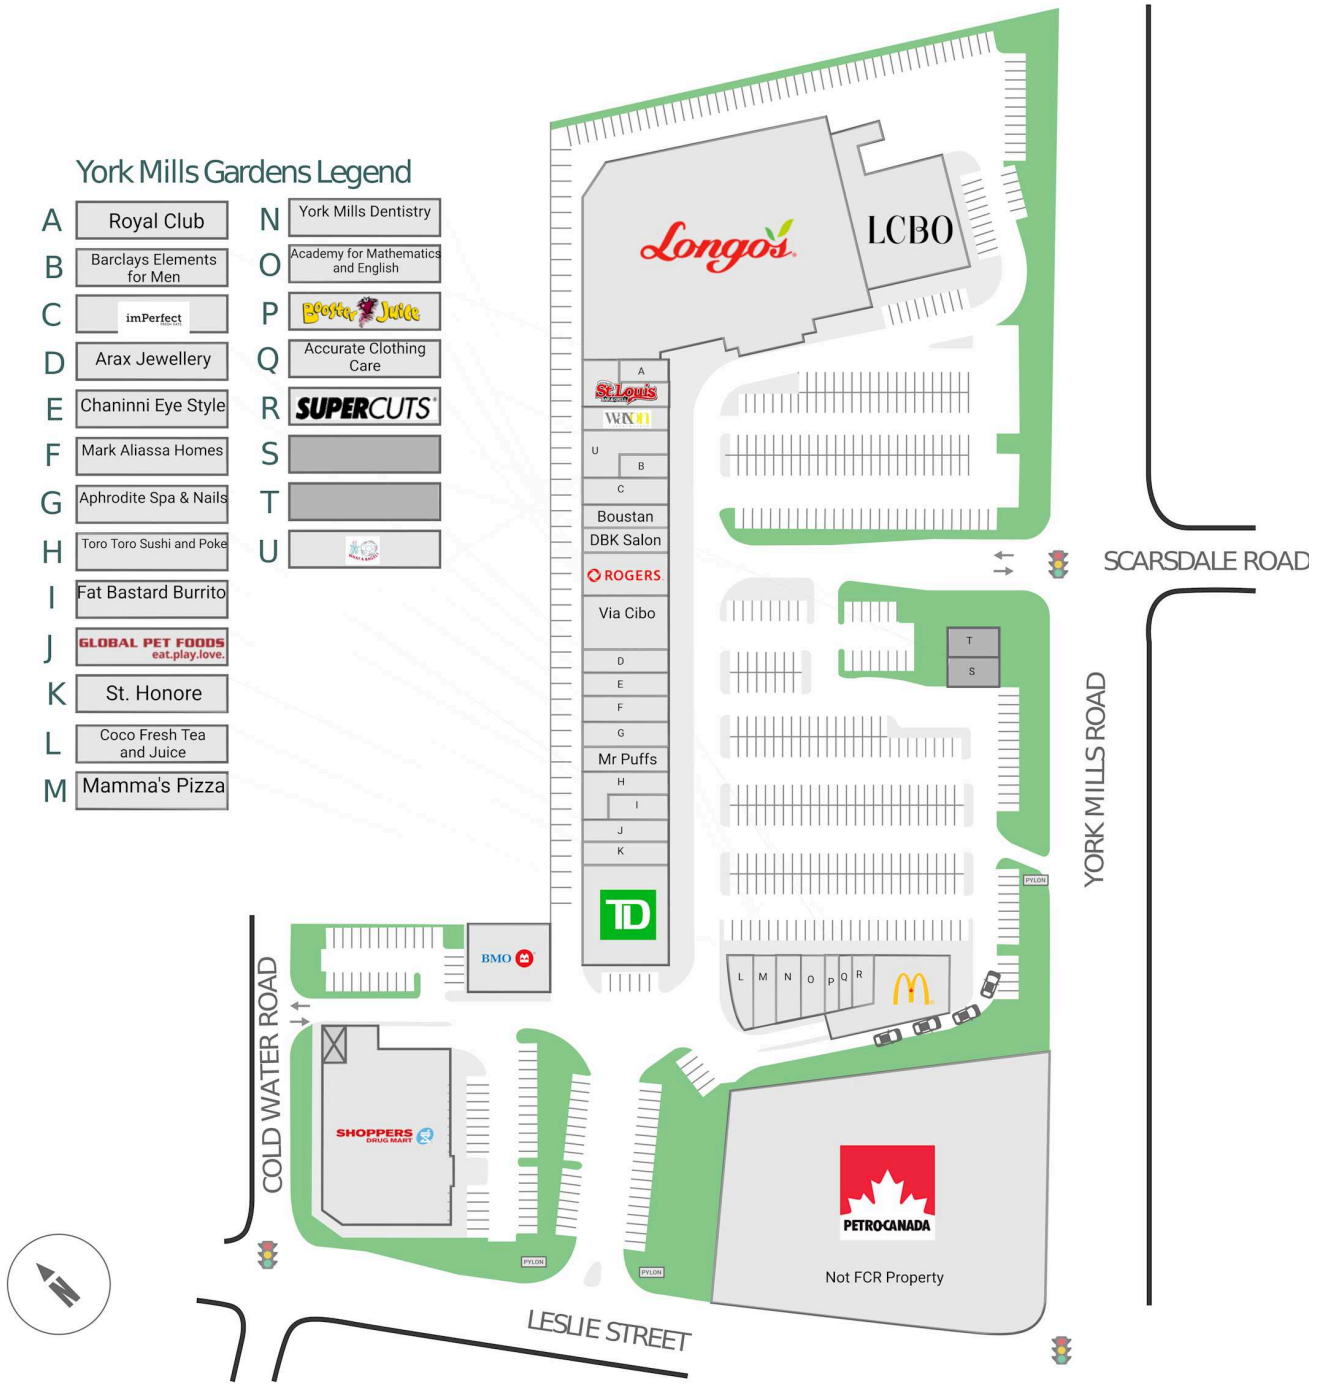 York Mills Gardens Legend
A
Royal Club
B
Barclays Elements
for Men
C
imPerfect
FRESH EATS
D
Arax Jewellery
E
Chaninni Eye Style
F
Mark Aliassa Homes
G
Aphrodite Spa & Nails
H
Toro Toro Sushi and Poke
I
Fat Bastard Burrito
J
GLOBAL PET FOODS
eat.play.love.
K
St. Honore
L
Coco Fresh Tea
and Juice
M
Mamma's Pizza
N
York Mills Dentistry
O
Academy for Mathematics
and English
P
Booster Juice
Q
Accurate Clothing
Care
R
SUPERCUTS
S
T
U
Longo's
LCBO
A
St. Louis
WAXON
U
B
C
Boustan
DBK Salon
ROGERS
Via Cibo
D
E
F
G
Mr Puffs
H
I
J
K
TD
BMO
L M N O P Q R
T
S
PYLON
SHOPPERS
DRUG MART
PYLON
PYLON
PETRO-CANADA
Not FCR Property
SCARSDALE ROAD
YORK MILLS ROAD
COLD WATER ROAD
LESLIE STREET
N